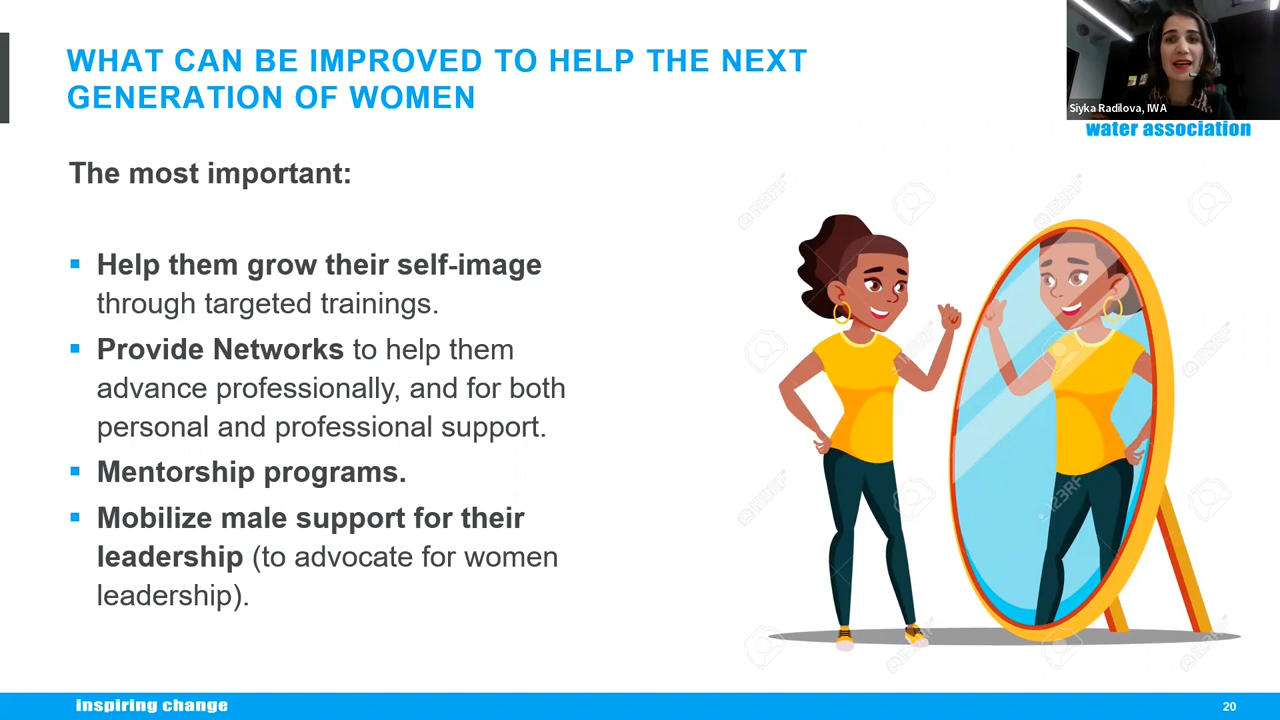 WHAT CAN BE IMPROVED TO HELP THE NEXT
GENERATION OF WOMEN
Siyka Radilova, IWA
water association
The most important:
▪ Help them grow their self-image
through targeted trainings.
▪ Provide Networks to help them
advance professionally, and for both
personal and professional support.
▪ Mentorship programs.
▪ Mobilize male support for their
leadership (to advocate for women
leadership).
123RF
inspiring change
20